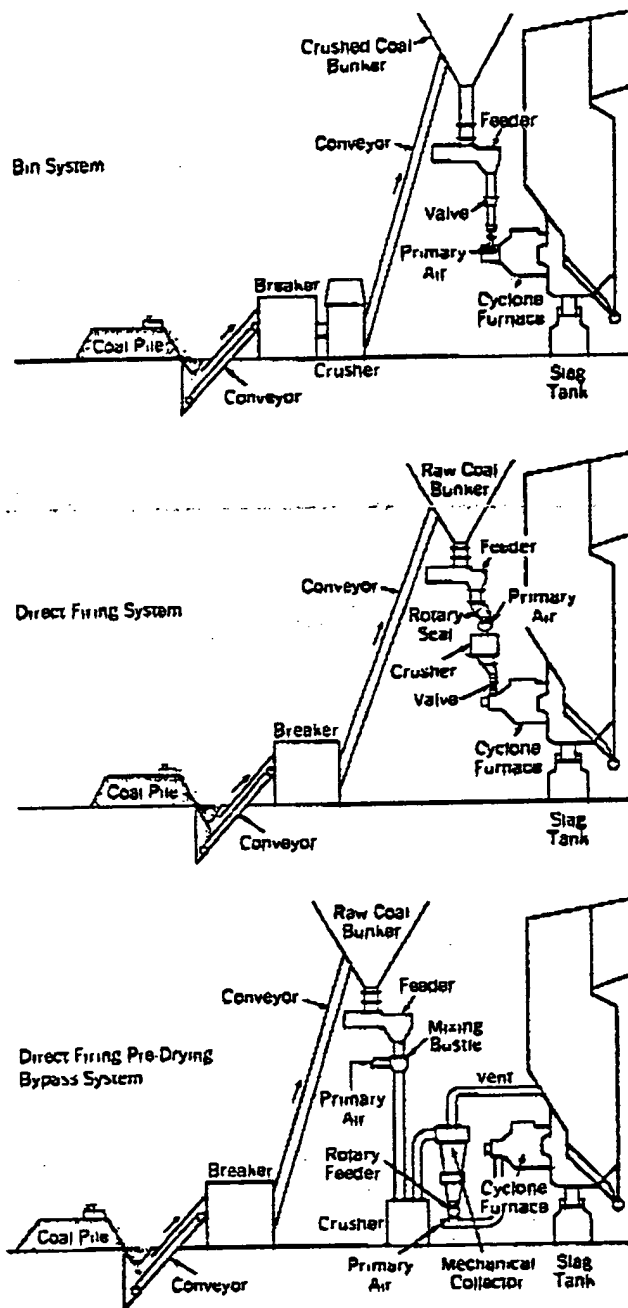 Crushed Coal
Bunker
Feeder
Conveyor
Bin System
Valve
Primary
Air
Breaker
Cyclone
Furnace
Coal Pile
Crusher
Conveyor
Slag
Tank
Raw Coal
Bunker
Feeder
Conveyor
Primary
Air
Direct Firing System
Rotary
Seal
Crusher
Valve
Breaker
Cyclone
Furnace
Coal Pile
Conveyor
Slag
Tank
Raw Coal
Bunker
Conveyor
Feeder
Mixing
Bustle
Direct Firing Pre-Drying
Bypass System
Primary
Air
vent
Rotary
Feeder
Breaker
Cyclone
Furnace
Crusher
Coal Pile
Conveyor
Primary
Air
Mechanical
Collector
Slag
Tank